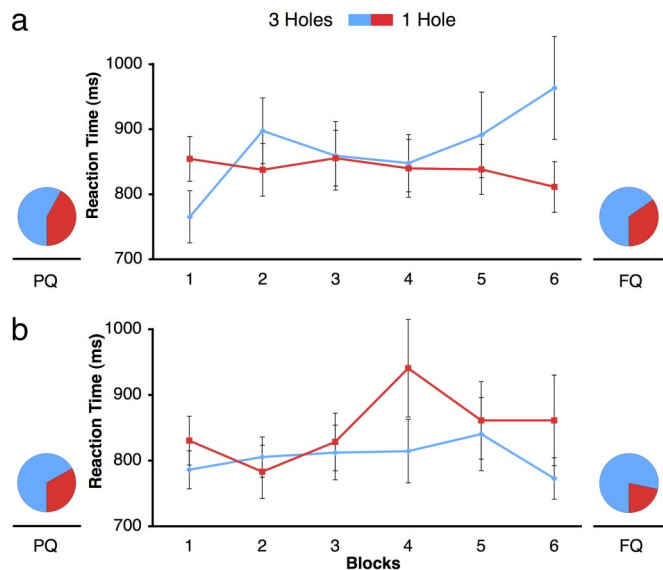 a
3 Holes 1 Hole
Reaction Time (ms)
1000
900
800
700
1 2 3 4 5 6
PQ
FQ
b
Reaction Time (ms)
1000
900
800
700
1 2 3 4 5 6
Blocks
PQ
FQ